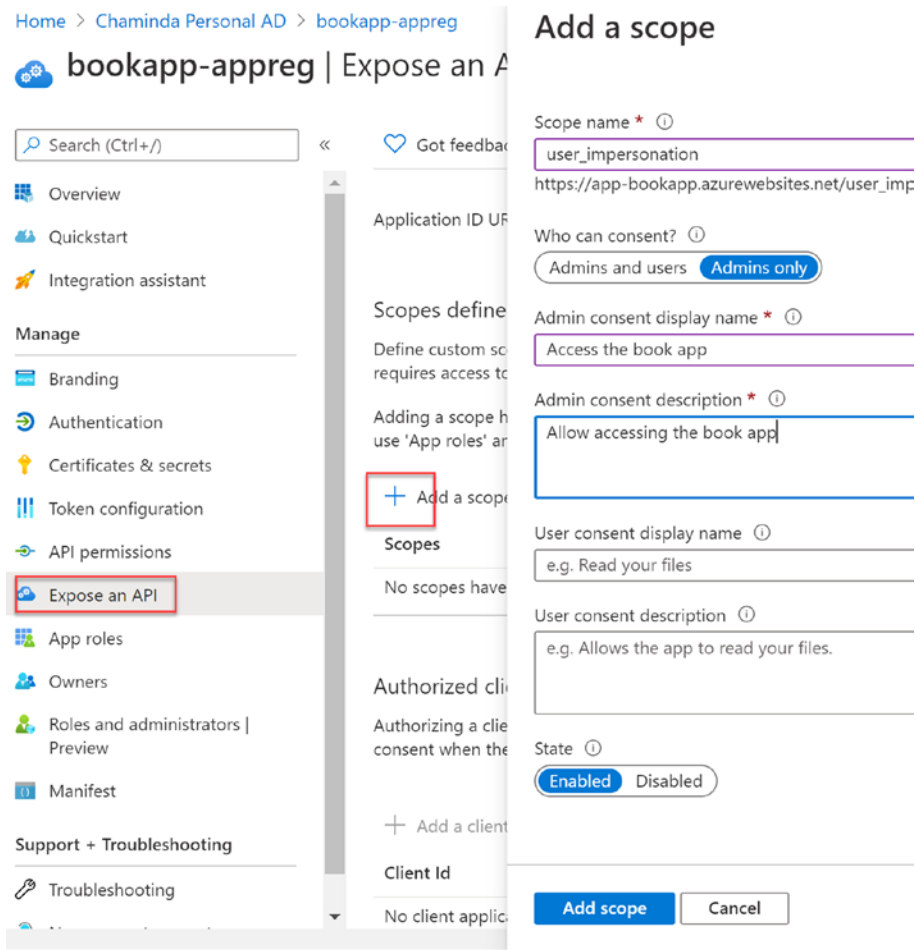 Home > Chaminda Personal AD > bookapp-appreg
bookapp-appreg | Expose an A
Search (Ctrl+/)
«
Overview
Quickstart
Integration assistant
Manage
Branding
Authentication
Certificates & secrets
Token configuration
API permissions
Expose an API
App roles
Owners
Roles and administrators |
Preview
Manifest
Support + Troubleshooting
Troubleshooting
Got feedbac
Application ID UR
Scopes define
Define custom sc
requires access to
Adding a scope h
use 'App roles' an
Add a scope
Scopes
No scopes have
Authorized clie
Authorizing a clie
consent when the
Add a client
Client Id
No client applic
Add a scope
Scope name *
user_impersonation
https://app-bookapp.azurewebsites.net/user_imp
Who can consent?
Admins and users Admins only
Admin consent display name *
Access the book app
Admin consent description *
Allow accessing the book app
User consent display name
e.g. Read your files
User consent description
e.g. Allows the app to read your files.
State
Enabled Disabled
Add scope Cancel